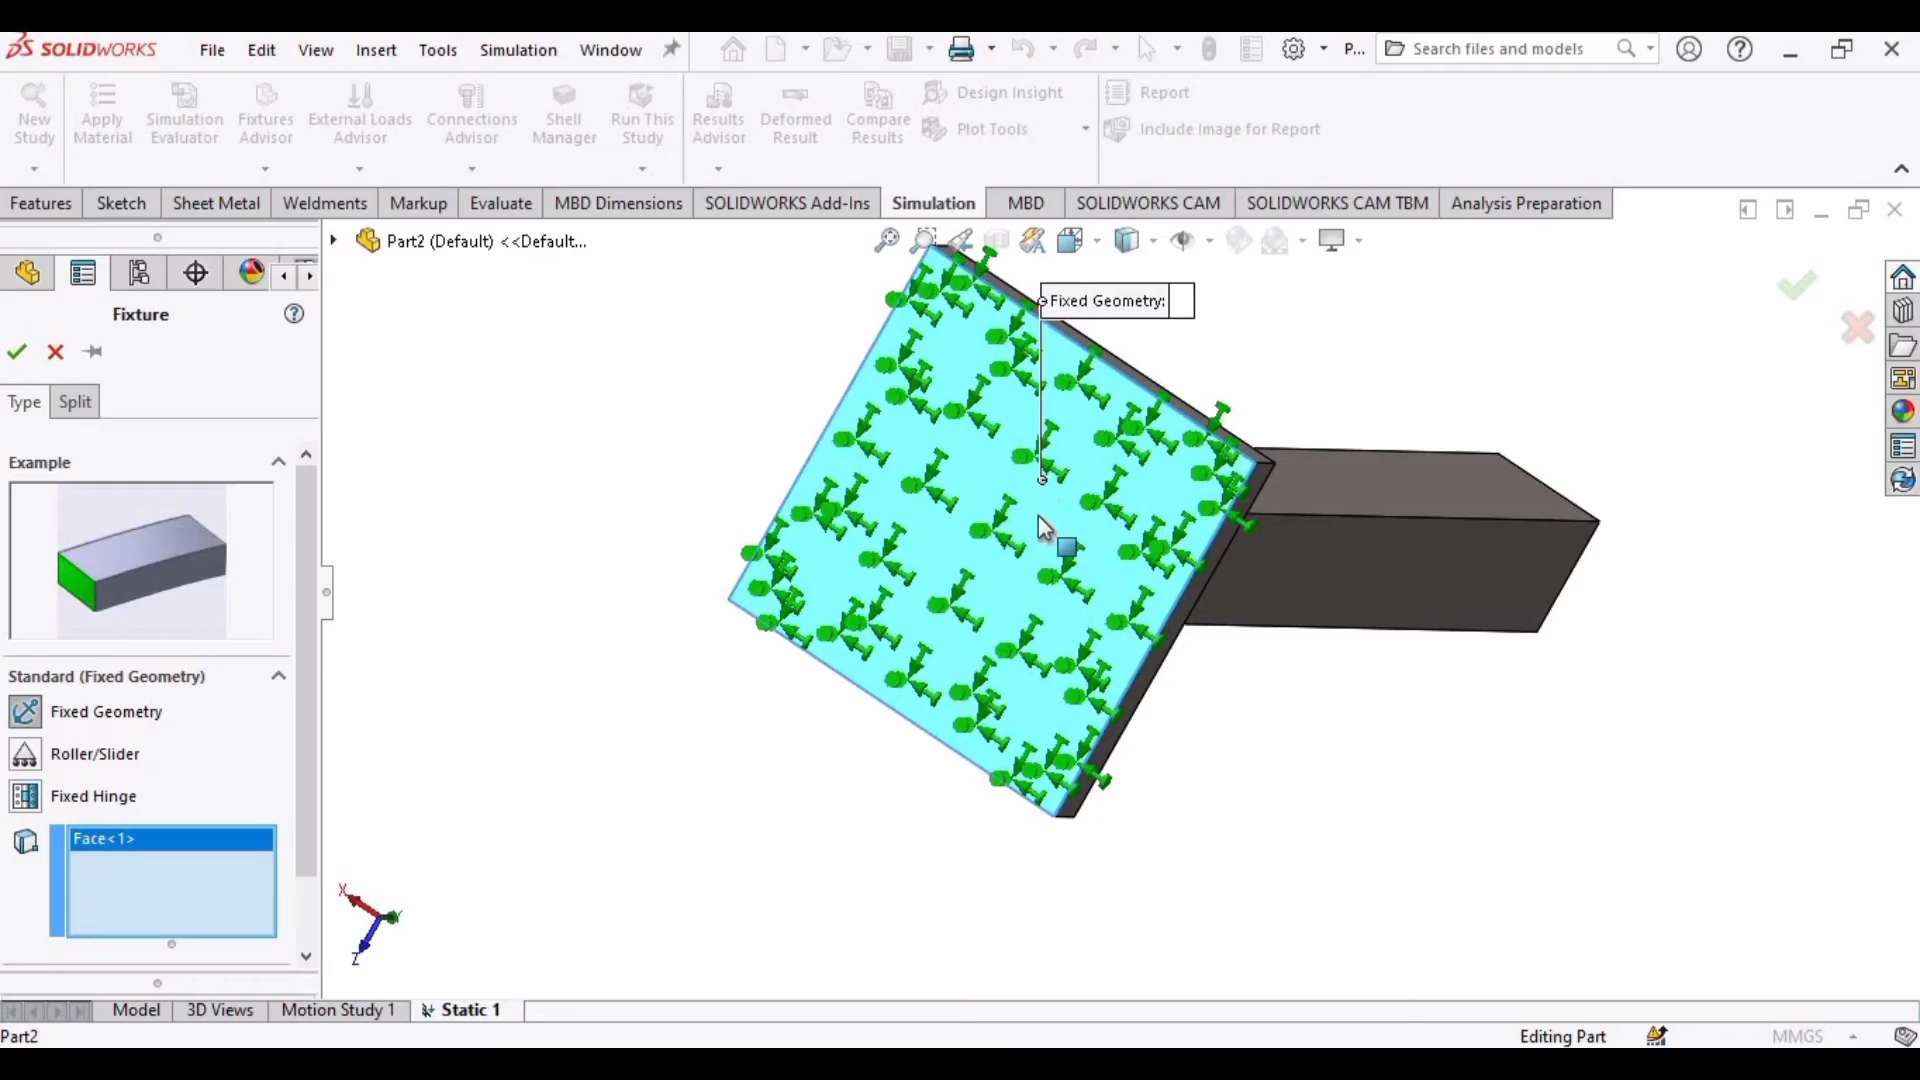 SOLIDWORKS File Edit View Insert Tools Simulation Window P... Search files and models
New Study
Apply Material
Simulation Evaluator
Fixtures Advisor
External Loads Advisor
Connections Advisor
Shell Manager
Run This Study
Results Advisor
Deformed Result
Compare Results
Design Insight
Plot Tools
Report
Include Image for Report
Features Sketch Sheet Metal Weldments Markup Evaluate MBD Dimensions SOLIDWORKS Add-Ins Simulation MBD SOLIDWORKS CAM SOLIDWORKS CAM TBM Analysis Preparation
Part2 (Default) <<Default...
Fixture
Type Split
Example
Standard (Fixed Geometry)
Fixed Geometry
Roller/Slider
Fixed Hinge
Face<1>
Fixed Geometry:
X
Y
Z
Model 3D Views Motion Study 1 Static 1
Part2 Editing Part MMGS